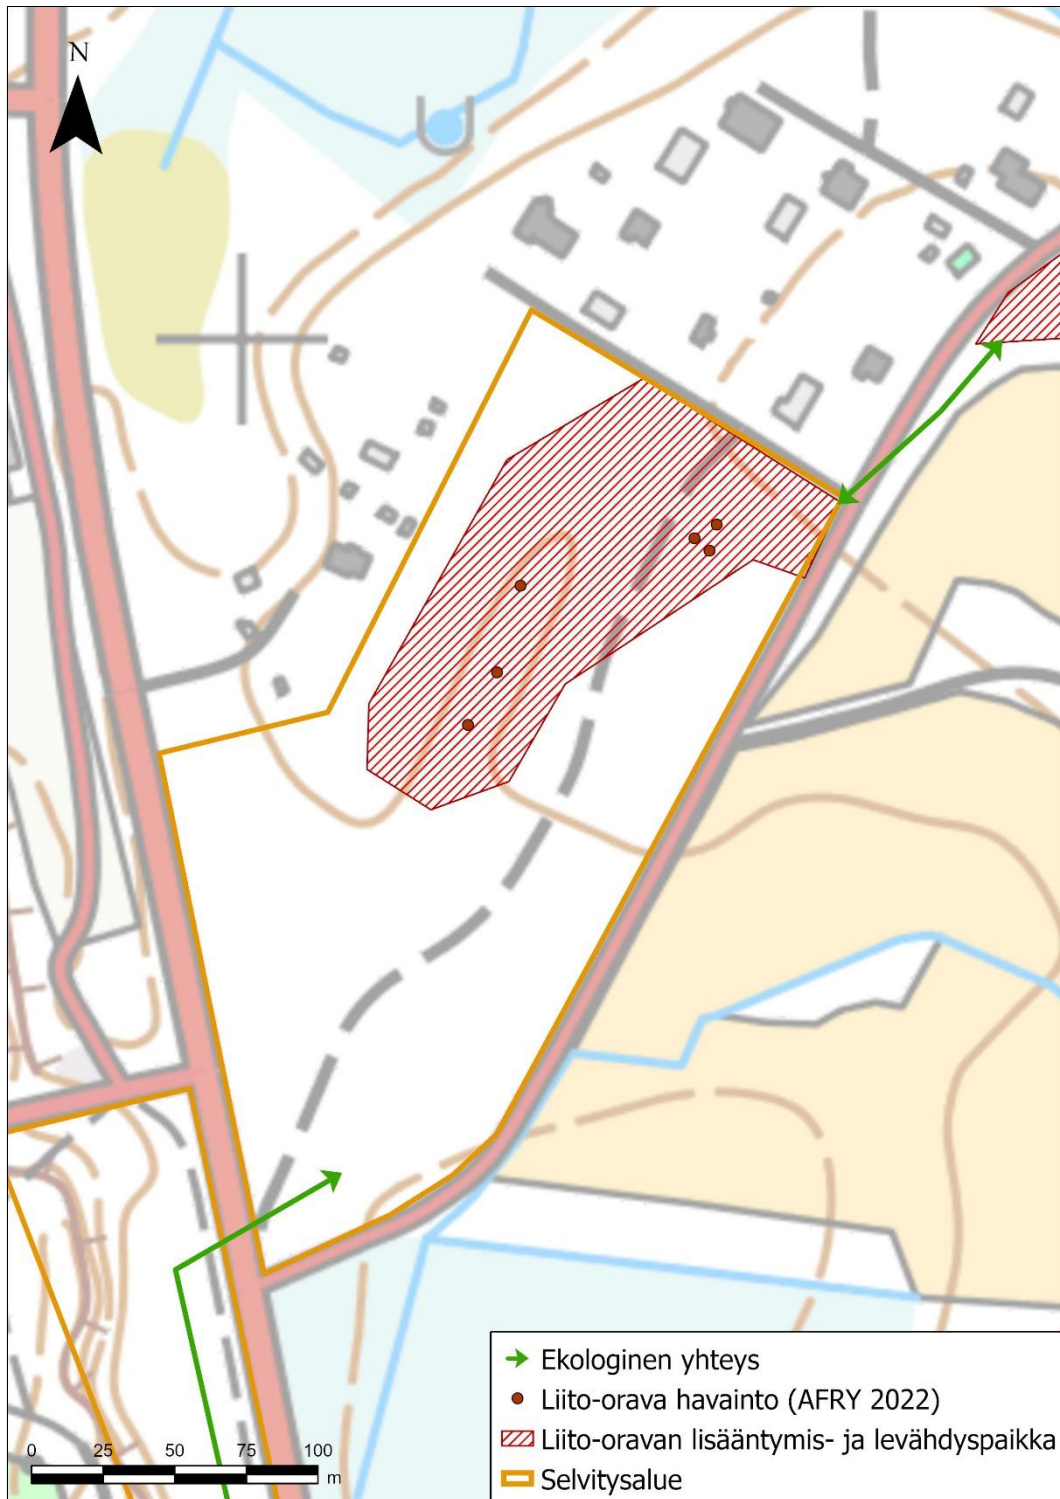 N
Ekologinen yhteys
Liito-orava havainto (AFRY 2022)
Liito-oravan lisääntymis- ja levähdyspaikka
Selvitysalue
0 25 50 75 100
m